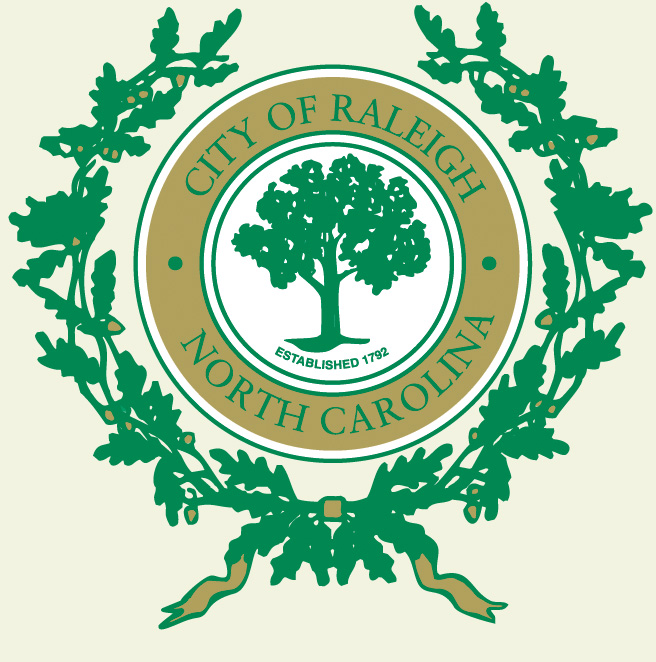 CITY OF RALEIGH
ESTABLISHED 1792
NORTH CAROLINA